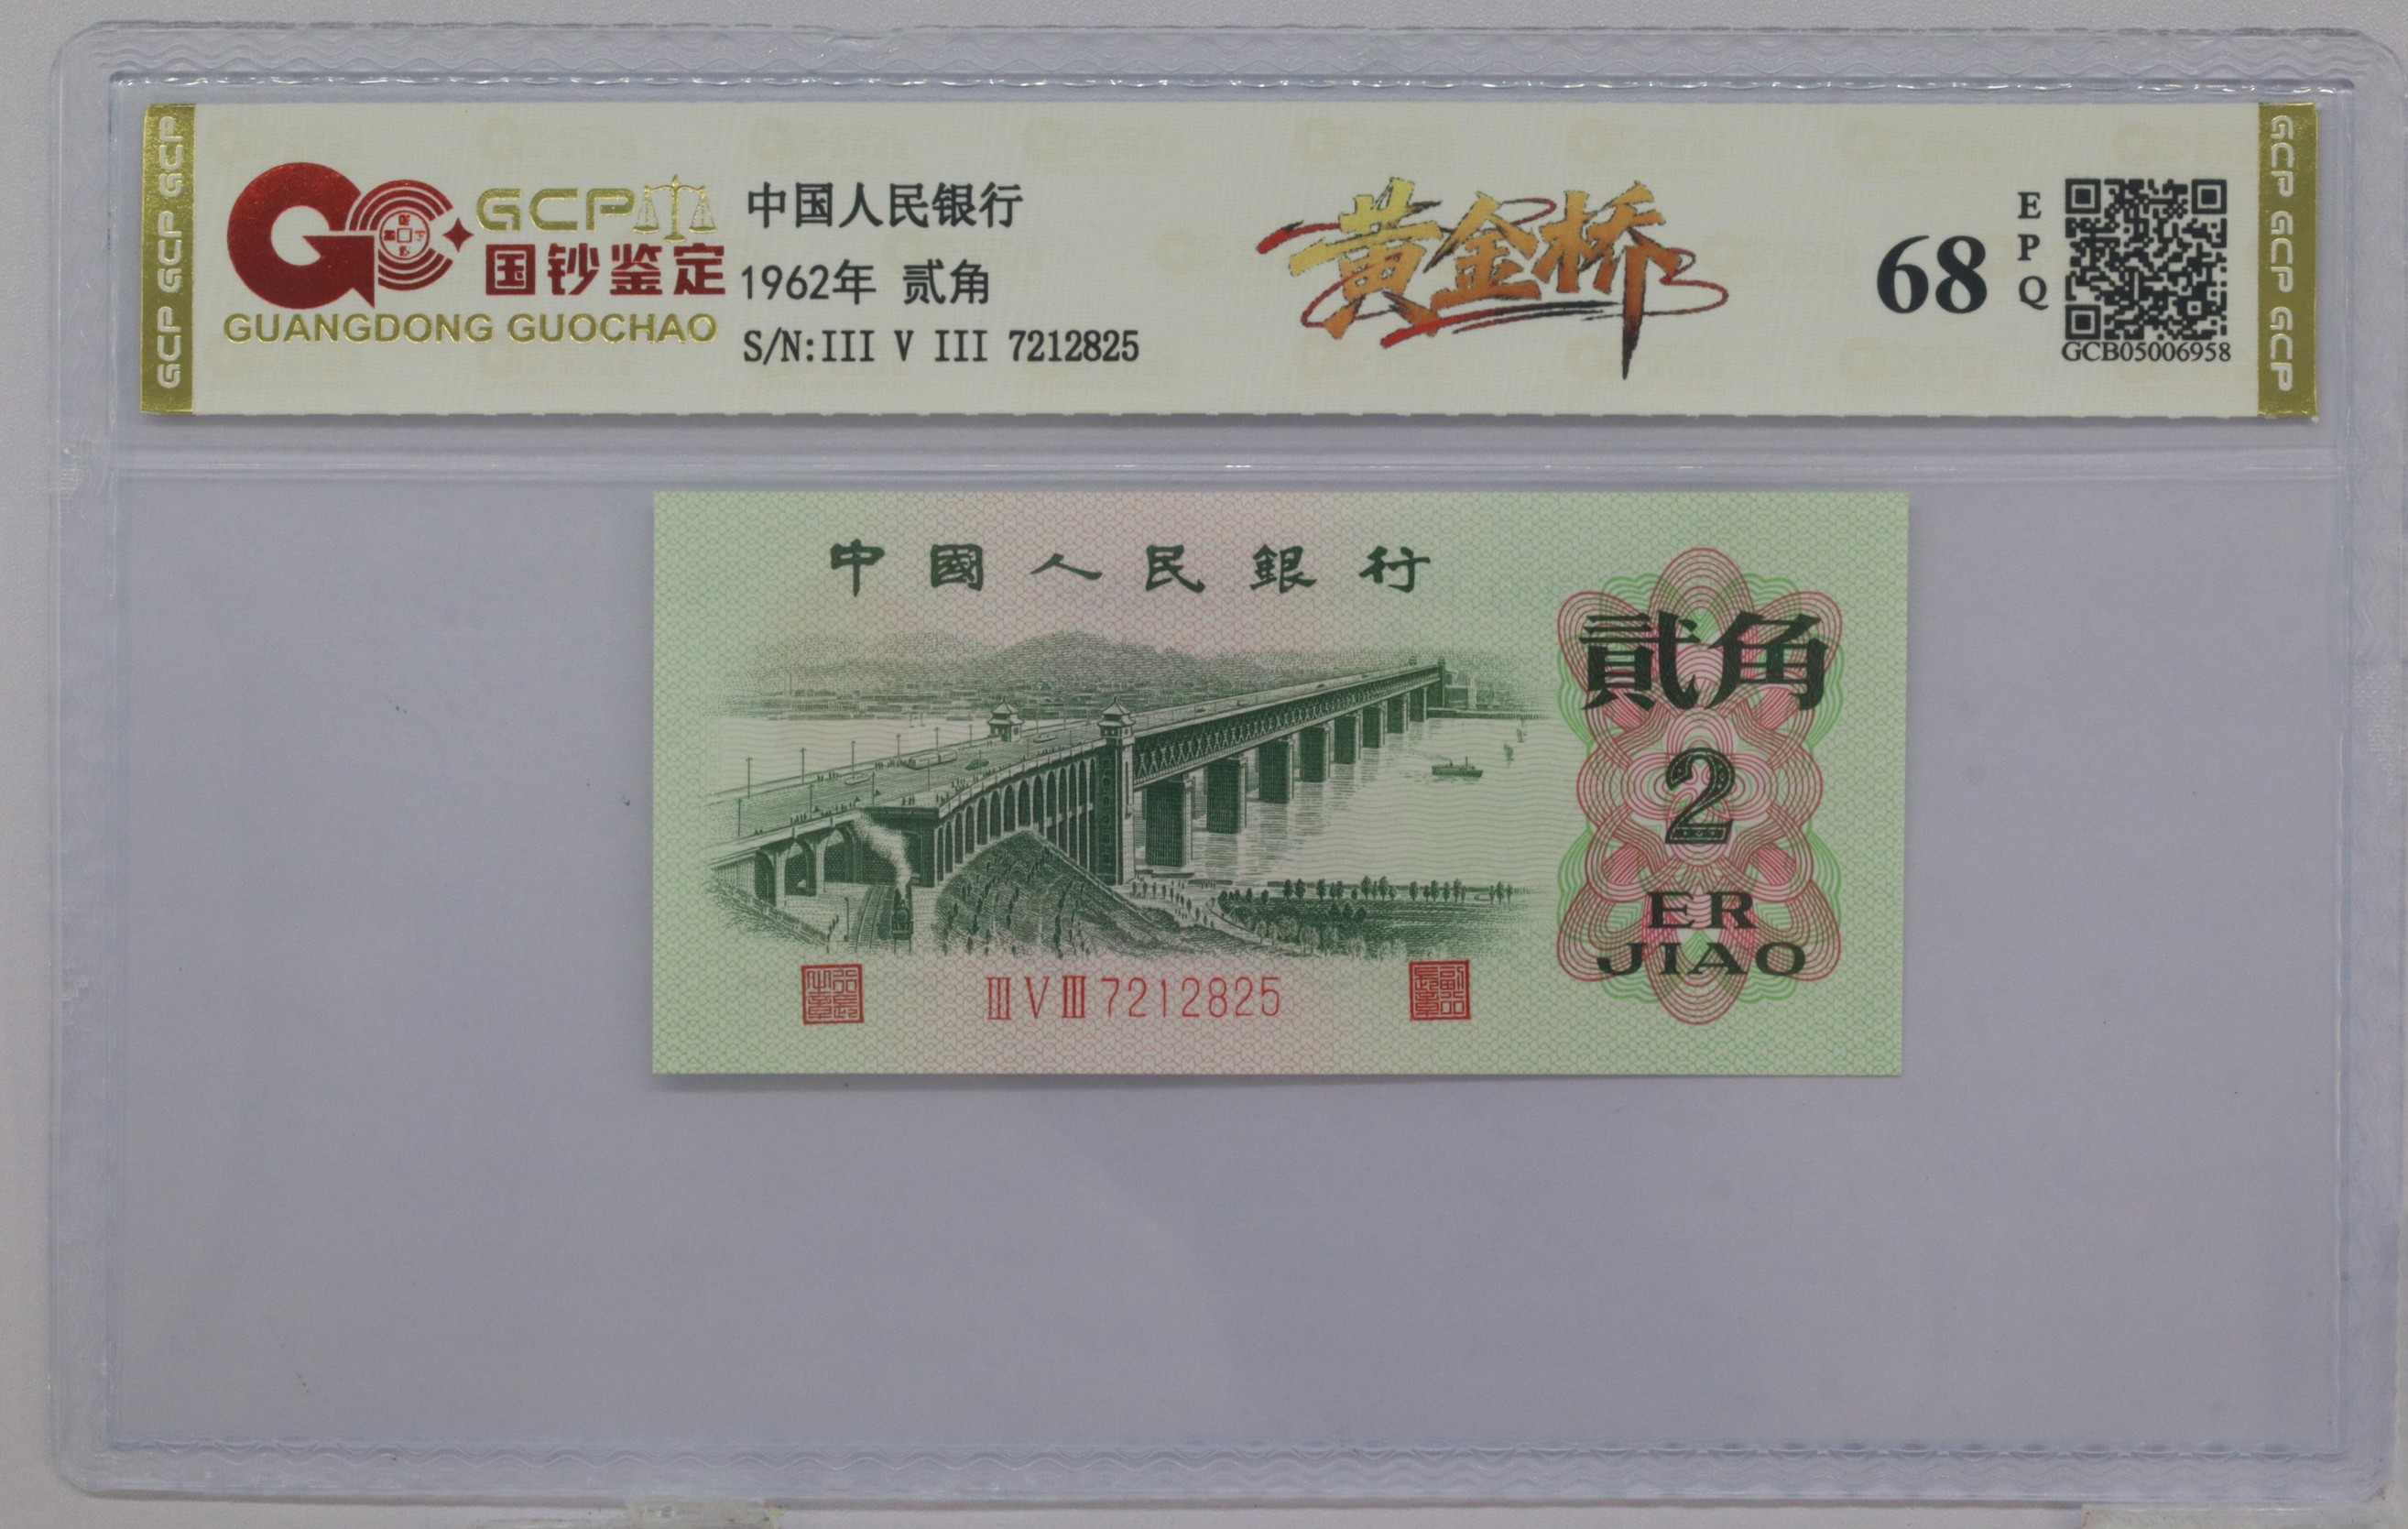 GCP GCP GCP
GCP
国钞鉴定
GUANGDONG GUOCHAO
中国人民银行
1962年 贰角
S/N:III V III 7212825
黄金桥
68
EPQ
GCB05006958
GCP GCP GCP
中國人民銀行
貳角
2
ER
JIAO
III V III 7212825